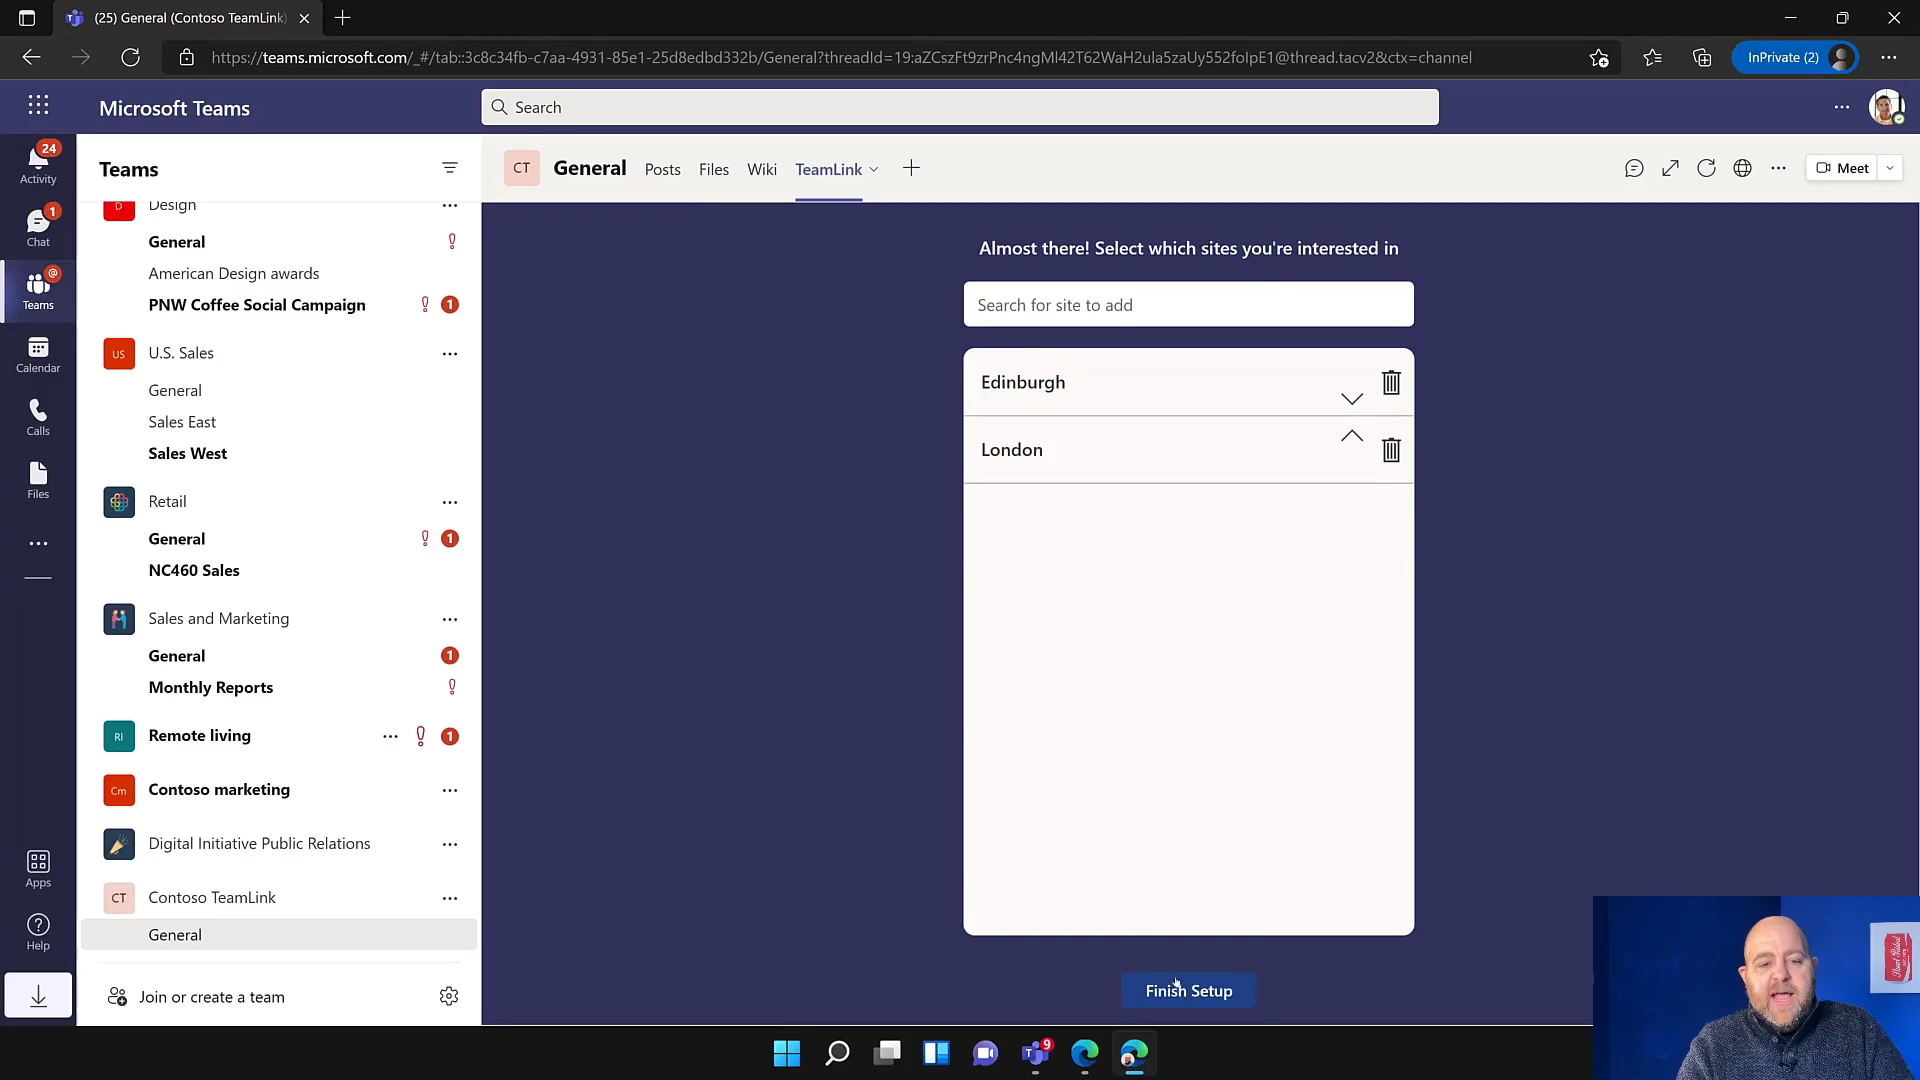 (25) General (Contoso TeamLink)
https://teams.microsoft.com/_#/tab::3c8c34fb-c7aa-4931-85e1-25d8edbd332b/General?threadId=19:aZCszFt9zrPnc4ngMl42T62WaH2ula5zaUy552foIpE1@thread.tacv2&ctx=channel
InPrivate (2)
Microsoft Teams
Search
24
Activity
1
Chat
@
Teams
Calendar
Calls
Files
Apps
Help
Teams
D
Design
General
American Design awards
PNW Coffee Social Campaign
1
US
U.S. Sales
General
Sales East
Sales West
Retail
General
1
NC460 Sales
Sales and Marketing
General
1
Monthly Reports
Rl
Remote living
1
Cm
Contoso marketing
Digital Initiative Public Relations
CT
Contoso TeamLink
General
Join or create a team
CT
General
Posts
Files
Wiki
TeamLink
Meet
Almost there! Select which sites you're interested in
Search for site to add
Edinburgh
London
Finish Setup
9